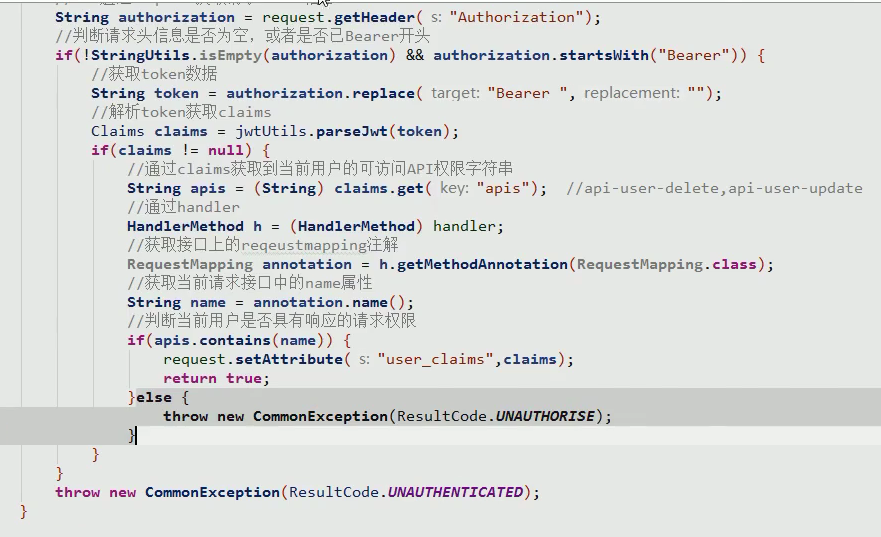 String authorization = request.getHeader( s: "Authorization");
//判断请求头信息是否为空，或者是否已Bearer开头
if(!StringUtils.isEmpty(authorization) && authorization.startsWith("Bearer")) {
//获取token数据
String token = authorization.replace( target: "Bearer ", replacement: "");
//解析token获取claims
Claims claims = jwtUtils.parseJwt(token);
if(claims != null) {
//通过claims获取到当前用户的可访问API权限字符串
String apis = (String) claims.get( key: "apis");  //api-user-delete,api-user-update
//通过handler
HandlerMethod h = (HandlerMethod) handler;
//获取接口上的reqeustmapping注解
RequestMapping annotation = h.getMethodAnnotation(RequestMapping.class);
//获取当前请求接口中的name属性
String name = annotation.name();
//判断当前用户是否具有响应的请求权限
if(apis.contains(name)) {
request.setAttribute( s: "user_claims",claims);
return true;
}else {
throw new CommonException(ResultCode.UNAUTHORISE);
}
}
}
throw new CommonException(ResultCode.UNAUTHENTICATED);
}